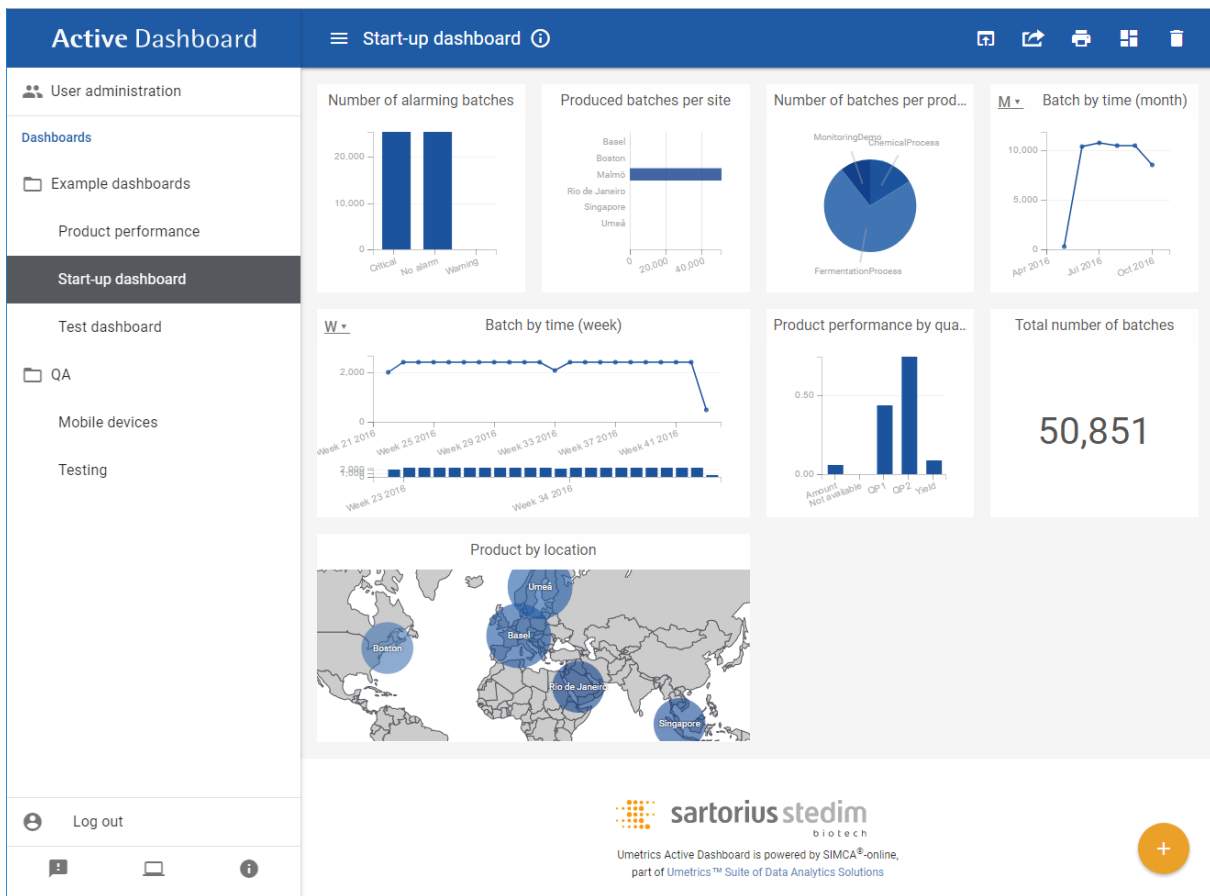 Active Dashboard
Start-up dashboard
User administration
Dashboards
Example dashboards
Product performance
Start-up dashboard
Test dashboard
QA
Mobile devices
Testing
Log out
Number of alarming batches
20,000
10,000
0
Critical
No alarm
Warning
Produced batches per site
Basel
Boston
Malmö
Rio de Janeiro
Singapore
Umeå
0
20,000
40,000
Number of batches per prod...
MonitoringDemo
ChemicalProcess
FermentationProcess
M
Batch by time (month)
10,000
5,000
0
Apr 2016
Jul 2016
Oct 2016
W
Batch by time (week)
2,000
0
Week 21 2016
Week 25 2016
Week 29 2016
Week 33 2016
Week 37 2016
Week 41 2016
2,000
1,000
0
Week 23 2016
Week 34 2016
Product performance by qua..
0.50
0.00
Amount
Not available
QP1
QP2
Yield
Total number of batches
50,851
Product by location
Umeå
Basel
Boston
Rio de Janeiro
Singapore
sartorius stedim
biotech
Umetrics Active Dashboard is powered by SIMCA®-online,
part of Umetrics™ Suite of Data Analytics Solutions